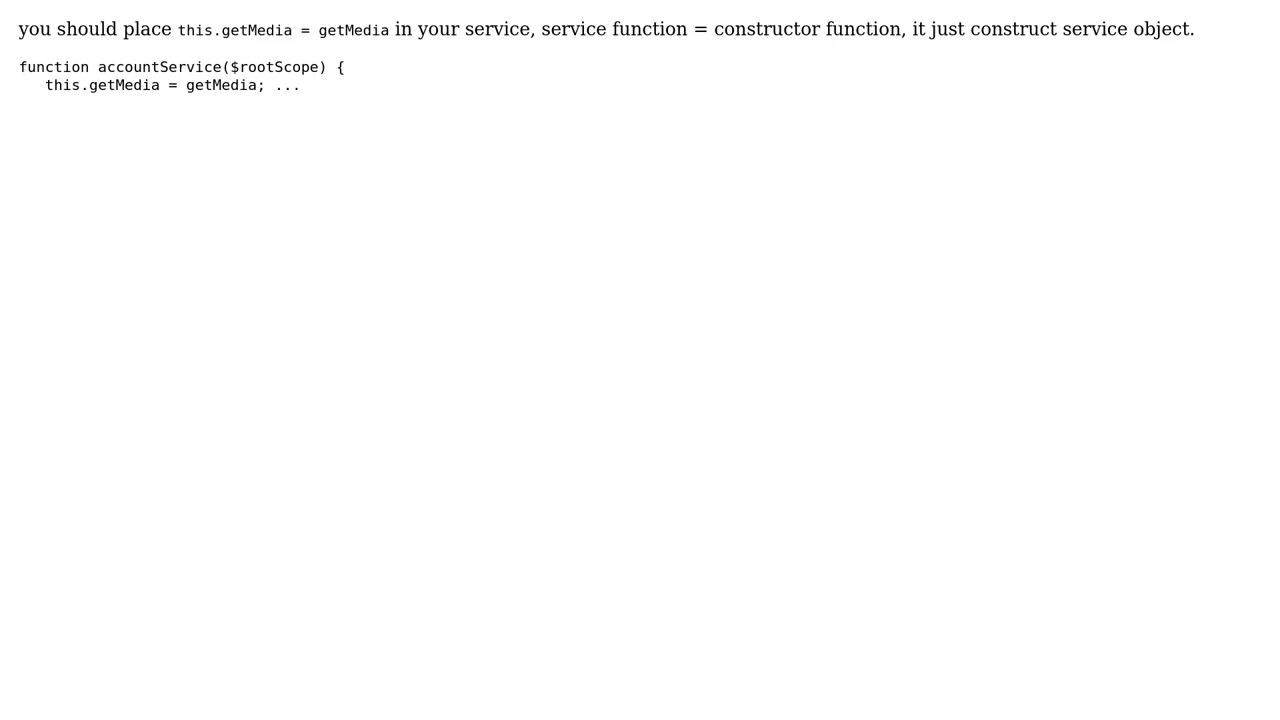 you should place this.getMedia = getMedia in your service, service function = constructor function, it just construct service object.
function accountService($rootScope) {
   this.getMedia = getMedia; ...